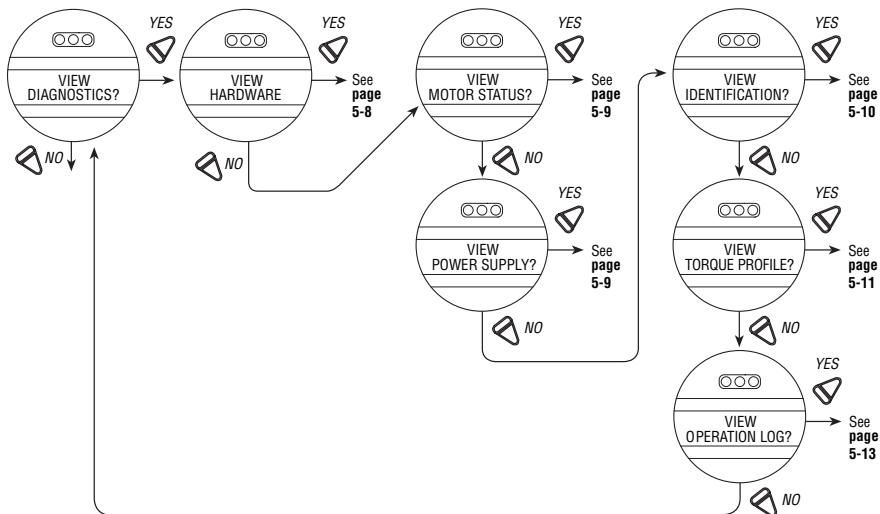 YES
VIEW
DIAGNOSTICS?
NO
YES
VIEW
HARDWARE
See
page
5-8
NO
YES
VIEW
MOTOR STATUS?
See
page
5-9
NO
YES
VIEW
POWER SUPPLY?
See
page
5-9
NO
YES
VIEW
IDENTIFICATION?
See
page
5-10
NO
YES
VIEW
TORQUE PROFILE?
See
page
5-11
NO
YES
VIEW
OPERATION LOG?
See
page
5-13
NO